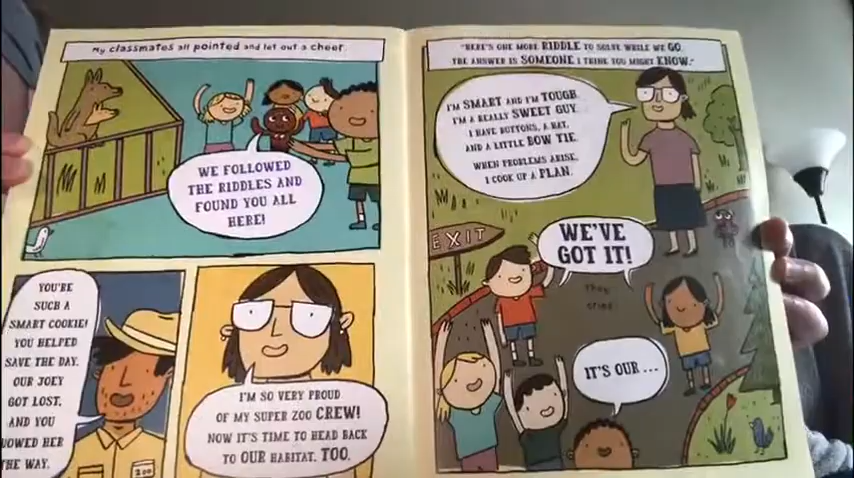 My classmates all pointed and let out a cheer.
WE FOLLOWED
THE RIDDLES AND
FOUND YOU ALL
HERE!
YOU'RE
SUCH A
SMART COOKIE!
YOU HELPED
SAVE THE DAY.
OUR JOEY
GOT LOST,
AND YOU
OWED HER
THE WAY.
ZOO
I'M SO VERY PROUD
OF MY SUPER ZOO CREW!
NOW IT'S TIME TO HEAD BACK
TO OUR HABITAT, TOO.
"HERE'S ONE MORE RIDDLE TO SOLVE WHILE WE GO.
THE ANSWER IS SOMEONE I THINK YOU MIGHT KNOW."
I'M SMART AND I'M TOUGH.
I'M A REALLY SWEET GUY.
I HAVE BUTTONS, A HAT,
AND A LITTLE BOW TIE.
WHEN PROBLEMS ARISE,
I COOK UP A PLAN.
EXIT
WE'VE
GOT IT!
they
cried.
IT'S OUR ...